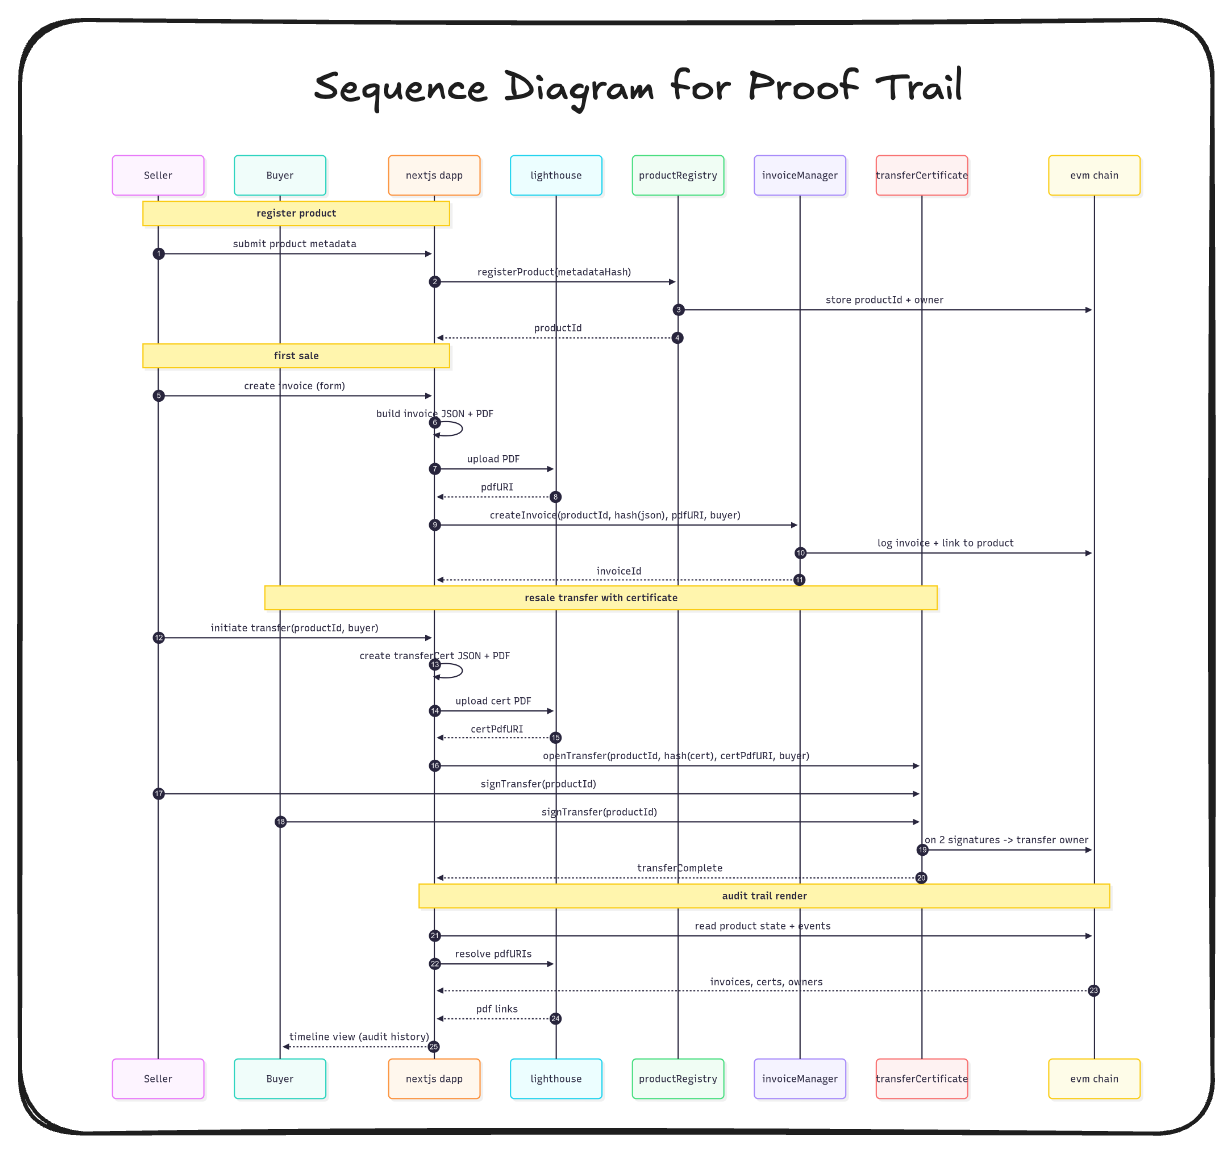 Sequence Diagram for Proof Trail
Seller
Buyer
nextjs dapp
lighthouse
productRegistry
invoiceManager
transferCertificate
evm chain
register product
submit product metadata
1
registerProduct(metadataHash)
2
store productId + owner
3
productId
4
first sale
create invoice (form)
5
build invoice JSON + PDF
6
upload PDF
7
pdfURI
8
createInvoice(productId, hash(json), pdfURI, buyer)
9
log invoice + link to product
10
invoiceId
11
resale transfer with certificate
initiate transfer(productId, buyer)
12
create transferCert JSON + PDF
13
upload cert PDF
14
certPdfURI
15
openTransfer(productId, hash(cert), certPdfURI, buyer)
16
signTransfer(productId)
17
signTransfer(productId)
18
on 2 signatures -> transfer owner
19
transferComplete
20
audit trail render
read product state + events
21
resolve pdfURIs
22
invoices, certs, owners
23
pdf links
24
timeline view (audit history)
25
Seller
Buyer
nextjs dapp
lighthouse
productRegistry
invoiceManager
transferCertificate
evm chain